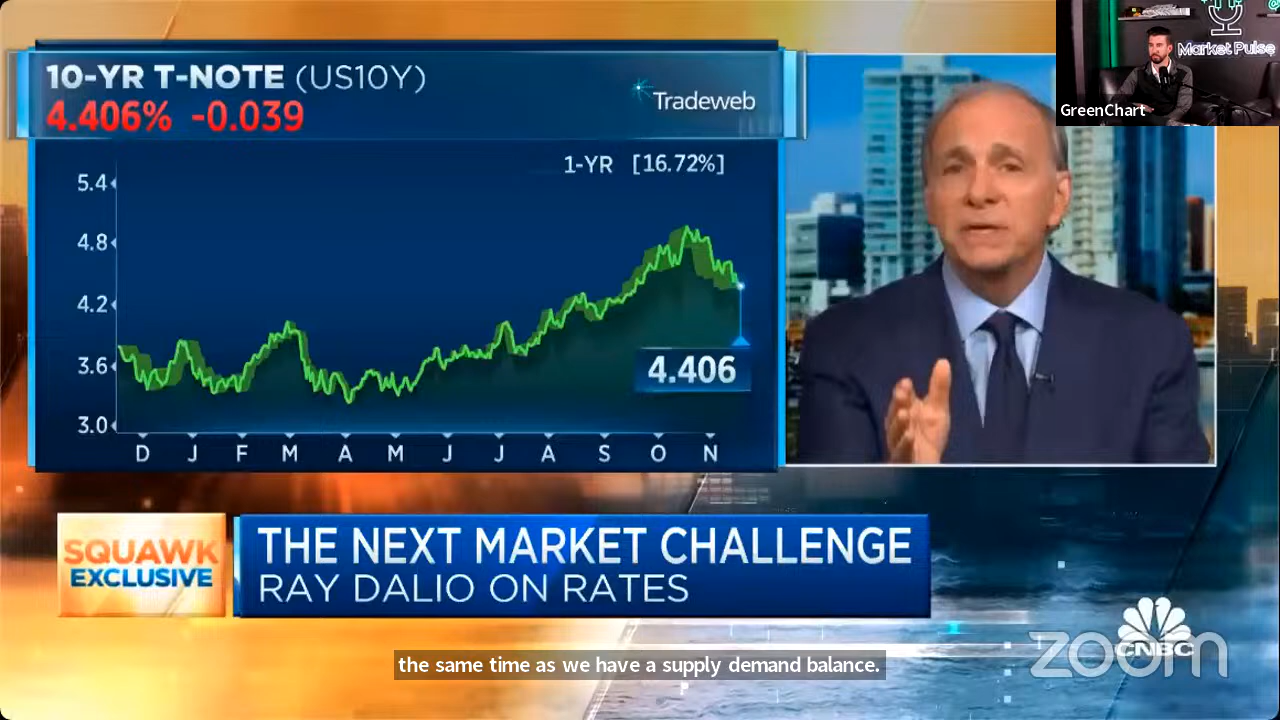 10-YR T-NOTE (US10Y)
4.406% -0.039
Tradeweb
1-YR [16.72%]
5.4
4.8
4.2
3.6
3.0
4.406
D J F M A M J J A S O N
Market Pulse
GreenChart
SQUAWK
EXCLUSIVE
THE NEXT MARKET CHALLENGE
RAY DALIO ON RATES
the same time as we have a supply demand balance.
zoom
CNBC